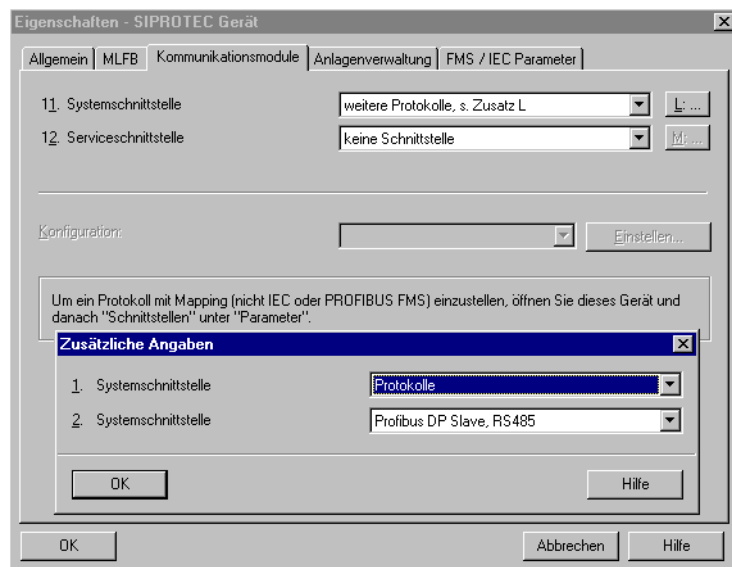 Eigenschaften - SIPROTEC Gerät
Allgemein MLFB Kommunikationsmodule Anlagenverwaltung FMS / IEC Parameter
11. Systemschnittstelle weitere Protokolle, s. Zusatz L L: ...
12. Serviceschnittstelle keine Schnittstelle M: ...
Konfiguration: Einstellen...
Um ein Protokoll mit Mapping (nicht IEC oder PROFIBUS FMS) einzustellen, öffnen Sie dieses Gerät und
danach "Schnittstellen" unter "Parameter".
Zusätzliche Angaben
1. Systemschnittstelle Protokolle
2. Systemschnittstelle Profibus DP Slave, RS485
OK Hilfe
OK Abbrechen Hilfe